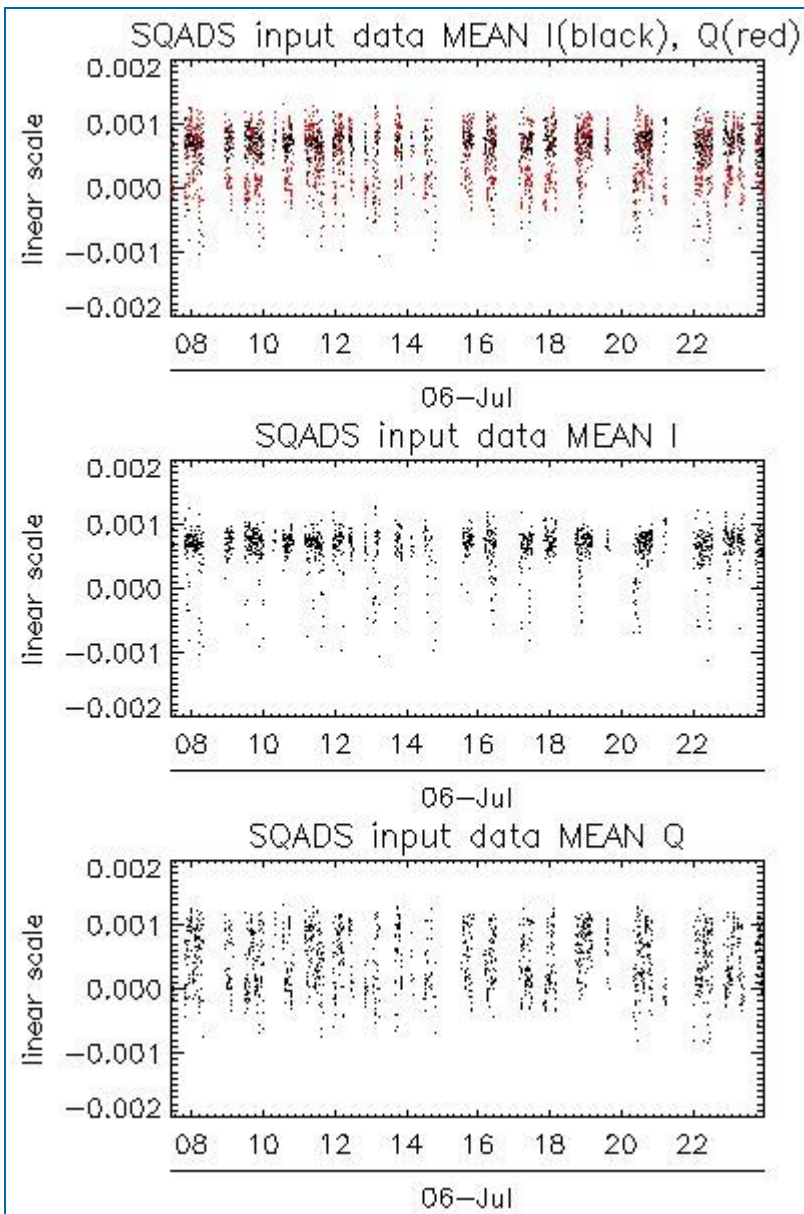 SQADS input data MEAN I(black), Q(red)
0.002
0.001
0.000
−0.001
−0.002
linear scale
08 10 12 14 16 18 20 22
06−Jul
SQADS input data MEAN I
0.002
0.001
0.000
−0.001
−0.002
linear scale
08 10 12 14 16 18 20 22
06−Jul
SQADS input data MEAN Q
0.002
0.001
0.000
−0.001
−0.002
linear scale
08 10 12 14 16 18 20 22
06−Jul